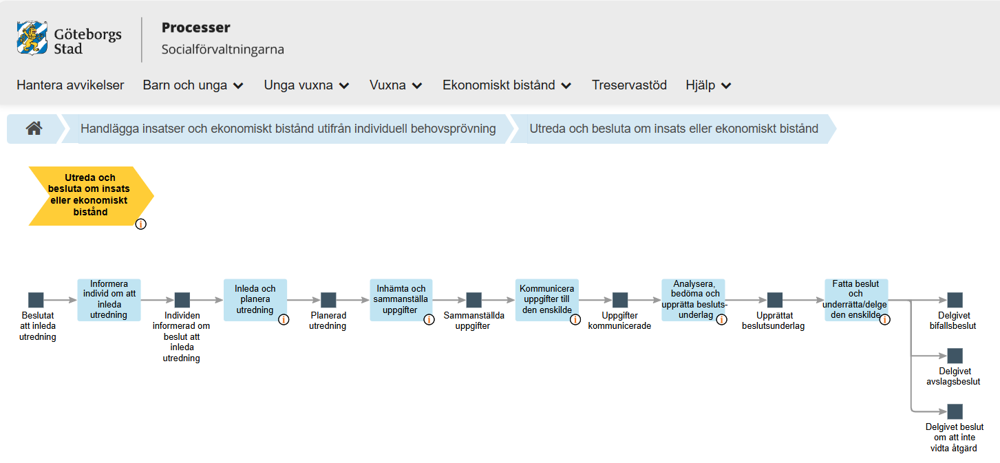 Göteborgs
Stad
Processer
Socialförvaltningarna
Hantera avvikelser
Barn och unga
Unga vuxna
Vuxna
Ekonomiskt bistånd
Treservastöd
Hjälp
Handlägga insatser och ekonomiskt bistånd utifrån individuell behovsprövning
Utreda och besluta om insats eller ekonomiskt bistånd
Utreda och
besluta om insats
eller ekonomiskt
bistånd
i
Beslutat
att inleda
utredning
Informera
individ om att
inleda
utredning
Individen
informerad om
beslut att
inleda
utredning
Inleda och
planera
utredning
i
Planerad
utredning
Inhämta och
sammanställa
uppgifter
i
Sammanställda
uppgifter
Kommunicera
uppgifter till
den enskilde
i
Uppgifter
kommunicerade
Analysera,
bedöma och
upprätta besluts-
underlag
i
Upprättat
beslutsunderlag
Fatta beslut
och
underrätta/delge
den enskilde
i
Delgivet
bifallsbeslut
Delgivet
avslagsbeslut
Delgivet beslut
om att inte
vidta åtgärd